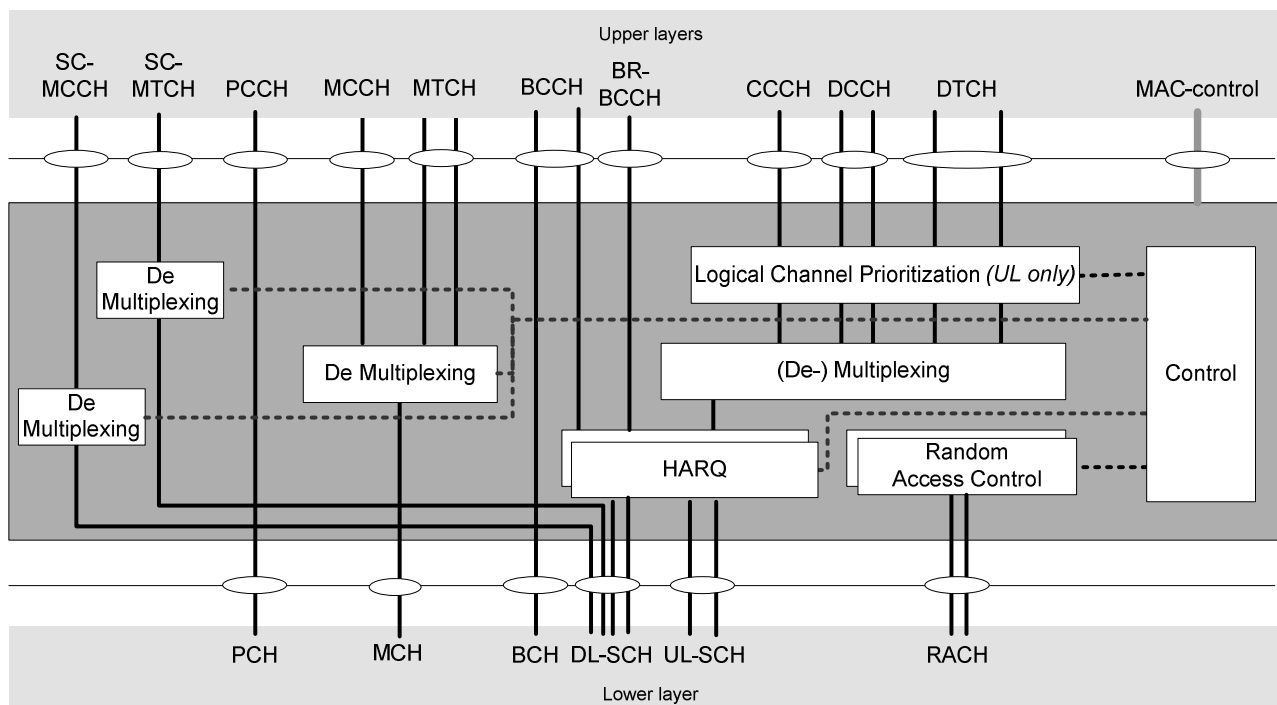 Upper layers
SC-
MCCH
SC-
MTCH
PCCH
MCCH
MTCH
BCCH
BR-
BCCH
CCCH
DCCH
DTCH
MAC-control
De
Multiplexing
Logical Channel Prioritization (UL only)
De Multiplexing
(De-) Multiplexing
Control
De
Multiplexing
HARQ
Random
Access Control
PCH
MCH
BCH
DL-SCH
UL-SCH
RACH
Lower layer